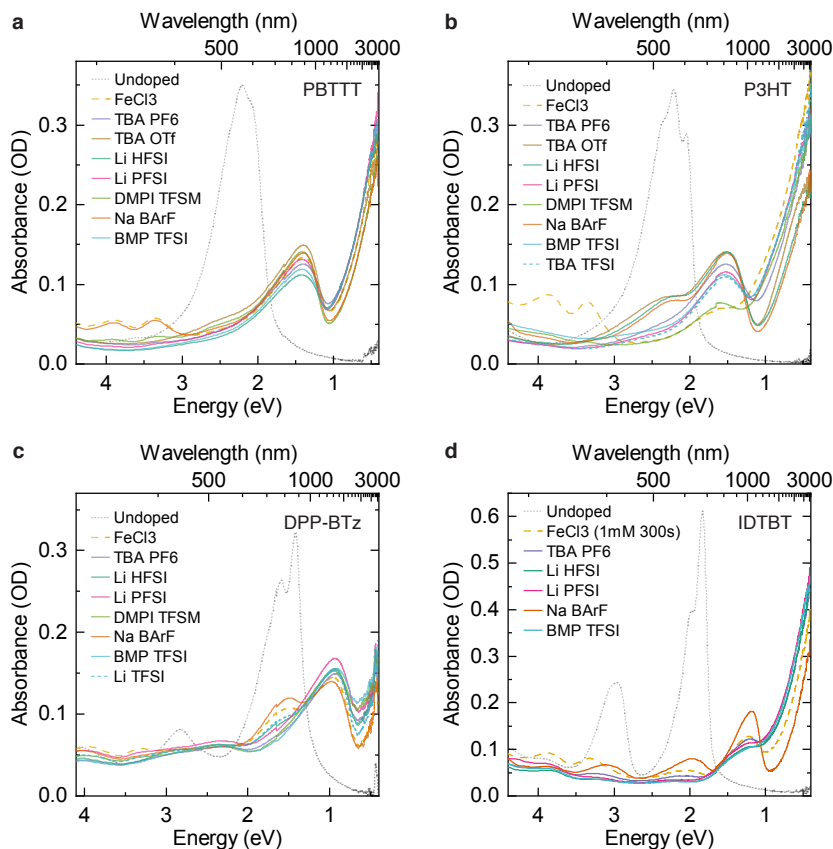 a
Wavelength (nm)
500 1000 3000
PBTTT
Undoped
FeCl3
TBA PF6
TBA OTf
Li HFSI
Li PFSI
DMPI TFSM
Na BArF
BMP TFSI
Absorbance (OD)
0.3
0.2
0.1
0.0
4 3 2 1
Energy (eV)
b
Wavelength (nm)
500 1000 3000
P3HT
Undoped
FeCl3
TBA PF6
TBA OTf
Li HFSI
Li PFSI
DMPI TFSM
Na BArF
BMP TFSI
TBA TFSI
Absorbance (OD)
0.3
0.2
0.1
0.0
4 3 2 1
Energy (eV)
c
Wavelength (nm)
500 1000 3000
DPP-BTz
Undoped
FeCl3
TBA PF6
Li HFSI
Li PFSI
DMPI TFSM
Na BArF
BMP TFSI
Li TFSI
Absorbance (OD)
0.3
0.2
0.1
0.0
4 3 2 1
Energy (eV)
d
Wavelength (nm)
500 1000 3000
IDTBT
Undoped
FeCl3 (1mM 300s)
TBA PF6
Li HFSI
Li PFSI
Na BArF
BMP TFSI
Absorbance (OD)
0.6
0.5
0.4
0.3
0.2
0.1
0.0
4 3 2 1
Energy (eV)